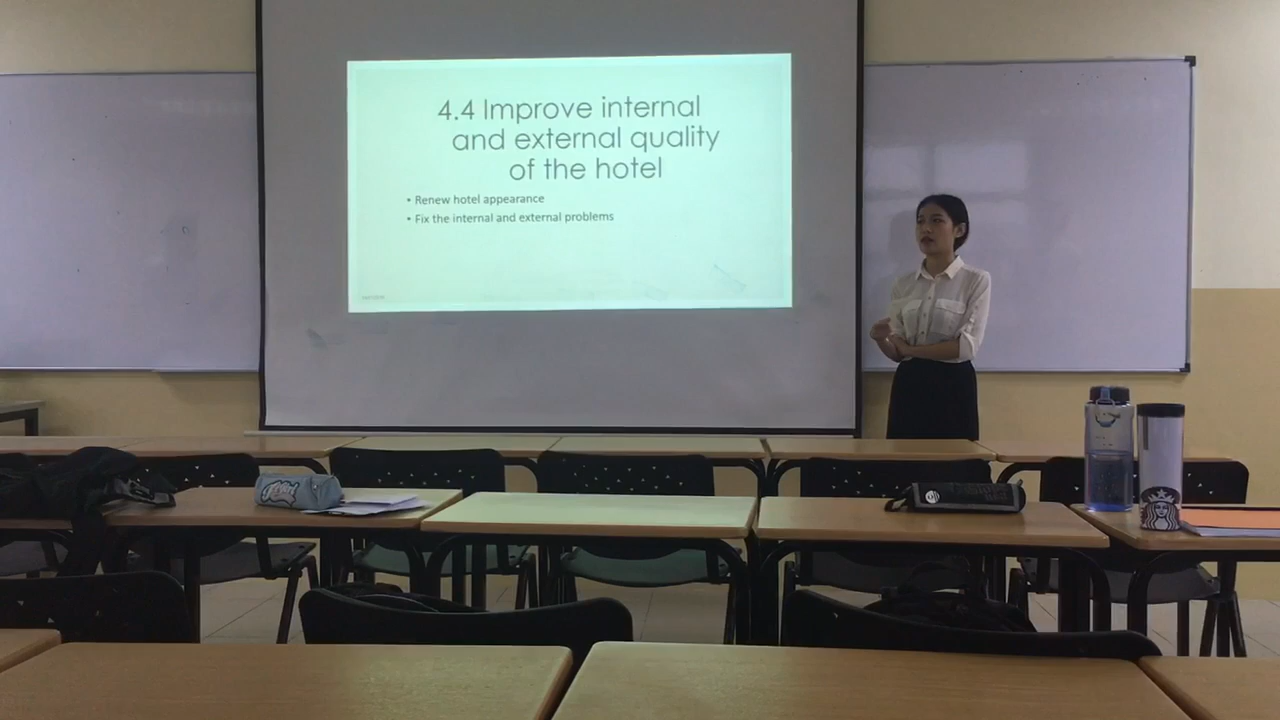 4.4 Improve internal
and external quality
of the hotel
• Renew hotel appearance
• Fix the internal and external problems